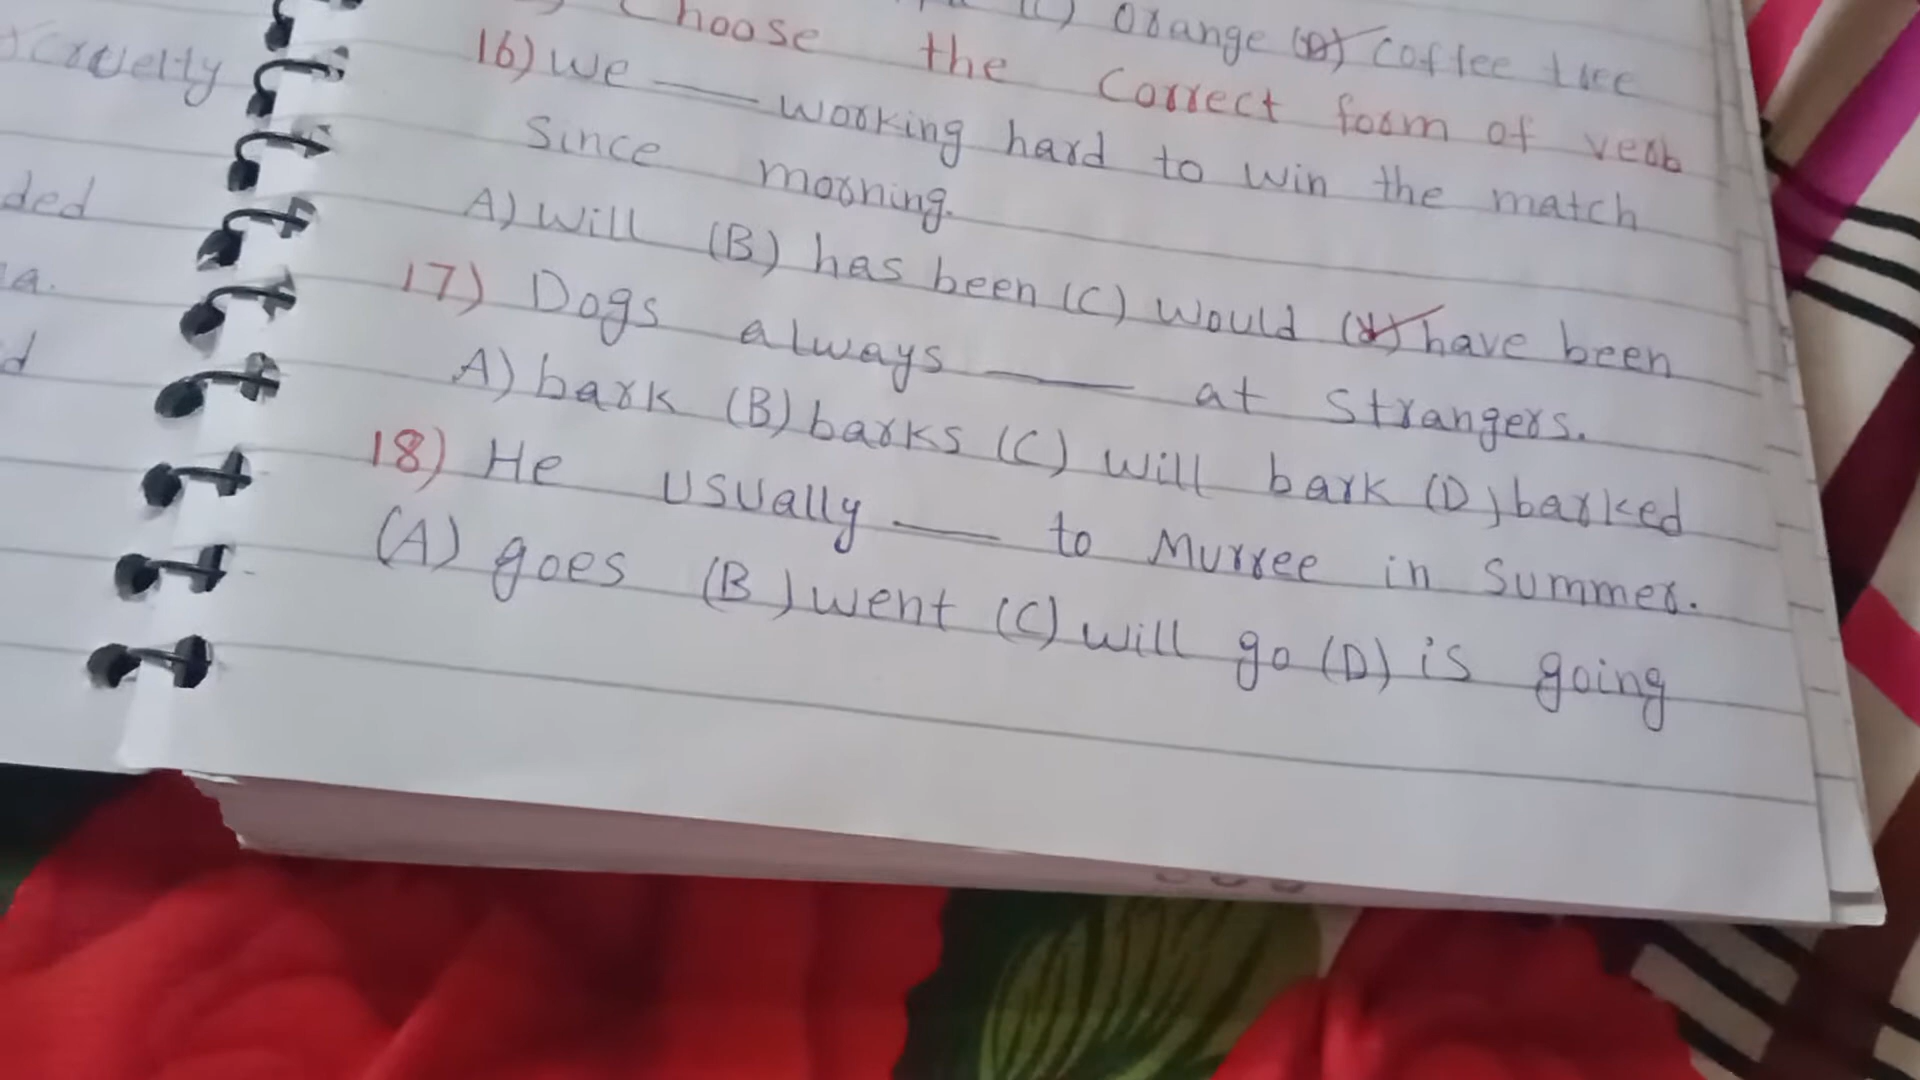 cruelty
ded
a.
d
(C) Orange (D) Coffee tree
Choose the Correct form of verb
16) We ___ working hard to win the match
Since morning.
A) Will (B) has been (C) Would (D) have been
17) Dogs always ___ at Strangers.
A) bark (B) barks (C) will bark (D) barked
18) He usually ___ to Murree in Summer.
(A) goes (B) went (C) will go (D) is going